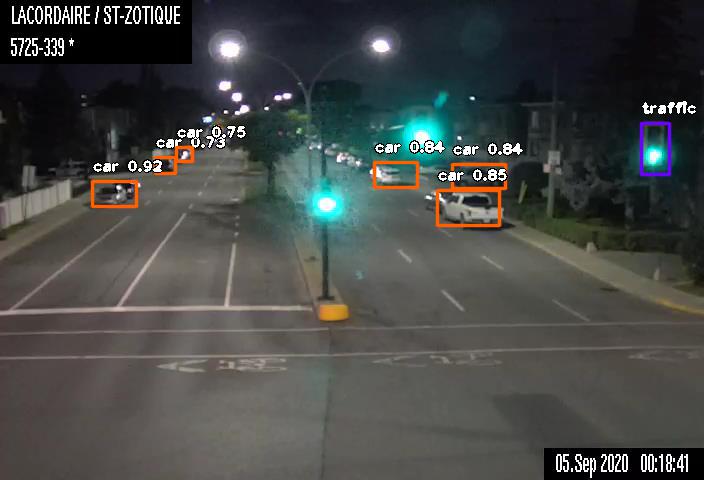 LACORDAIRE / ST-ZOTIQUE
5725-339 *
traffic
car 0.75
car 0.73
car 0.84
car 0.84
car 0.92
car 0.85
05.Sep 2020 00:18:41